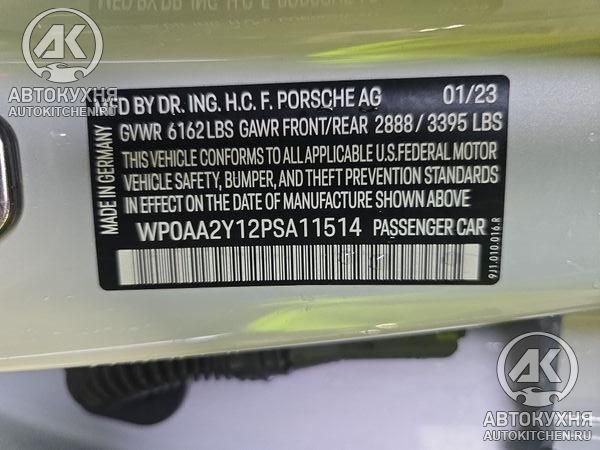 АК
АВТОКУХНЯ
AUTOKITCHEN.RU
MFD BY DR. ING. H.C. F. PORSCHE AG 01/23
GVWR 6162LBS GAWR FRONT/REAR 2888 / 3395 LBS
THIS VEHICLE CONFORMS TO ALL APPLICABLE U.S.FEDERAL MOTOR
VEHICLE SAFETY, BUMPER, AND THEFT PREVENTION STANDARDS
IN EFFECT ON THE DATE OF MANUFACTURE SHOWN ABOVE
WP0AA2Y12PSA11514 PASSENGER CAR
MADE IN GERMANY
9J1.010.016.R
АК
АВТОКУХНЯ
AUTOKITCHEN.RU